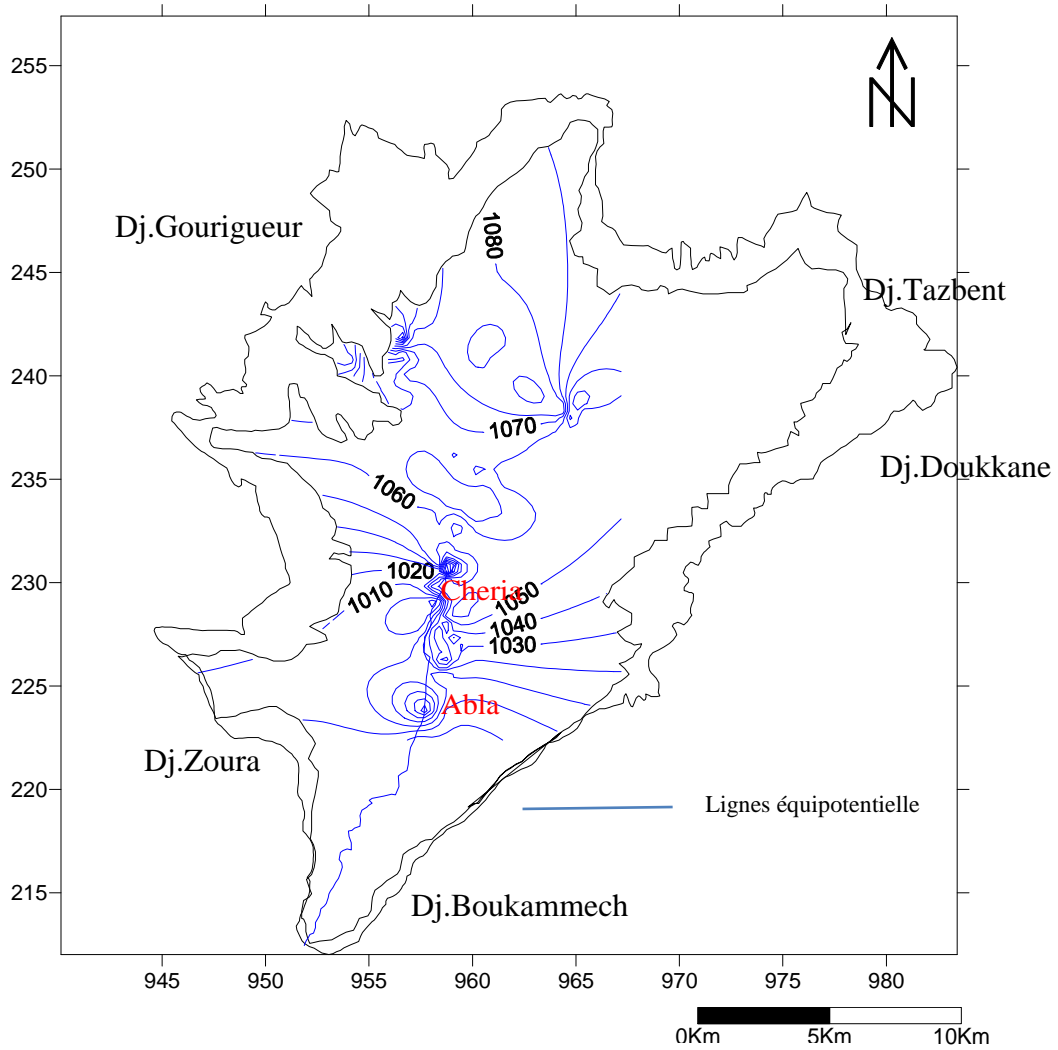 255
250
Dj.Gourigueur
1080
245
Dj.Tazbent
240
1070
235
Dj.Doukkane
1060
230
1020
Cheria
1010
1050
1040
1030
225
Abla
Dj.Zoura
220
Lignes équipotentielle
215
Dj.Boukammech
945 950 955 960 965 970 975 980
0Km 5Km 10Km
N